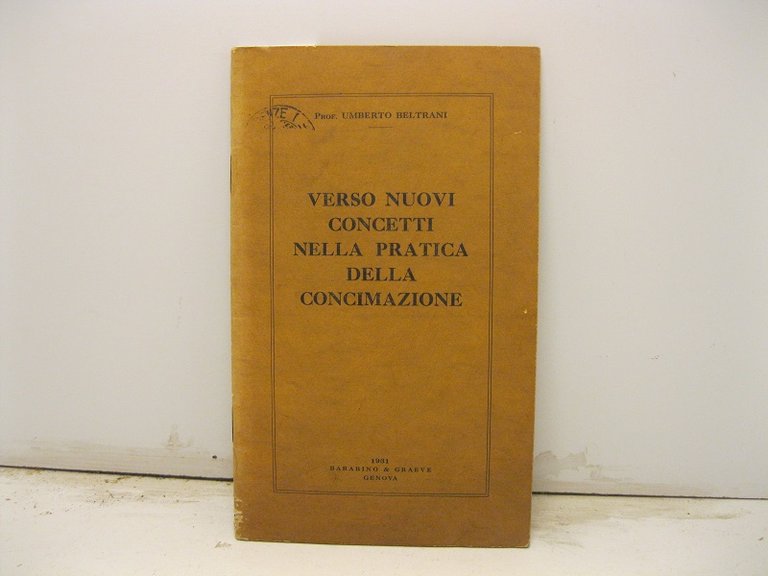 PROF. UMBERTO BELTRANI
VERSO NUOVI
CONCETTI
NELLA PRATICA
DELLA
CONCIMAZIONE
1931
BARABINO & GRAEVE
GENOVA